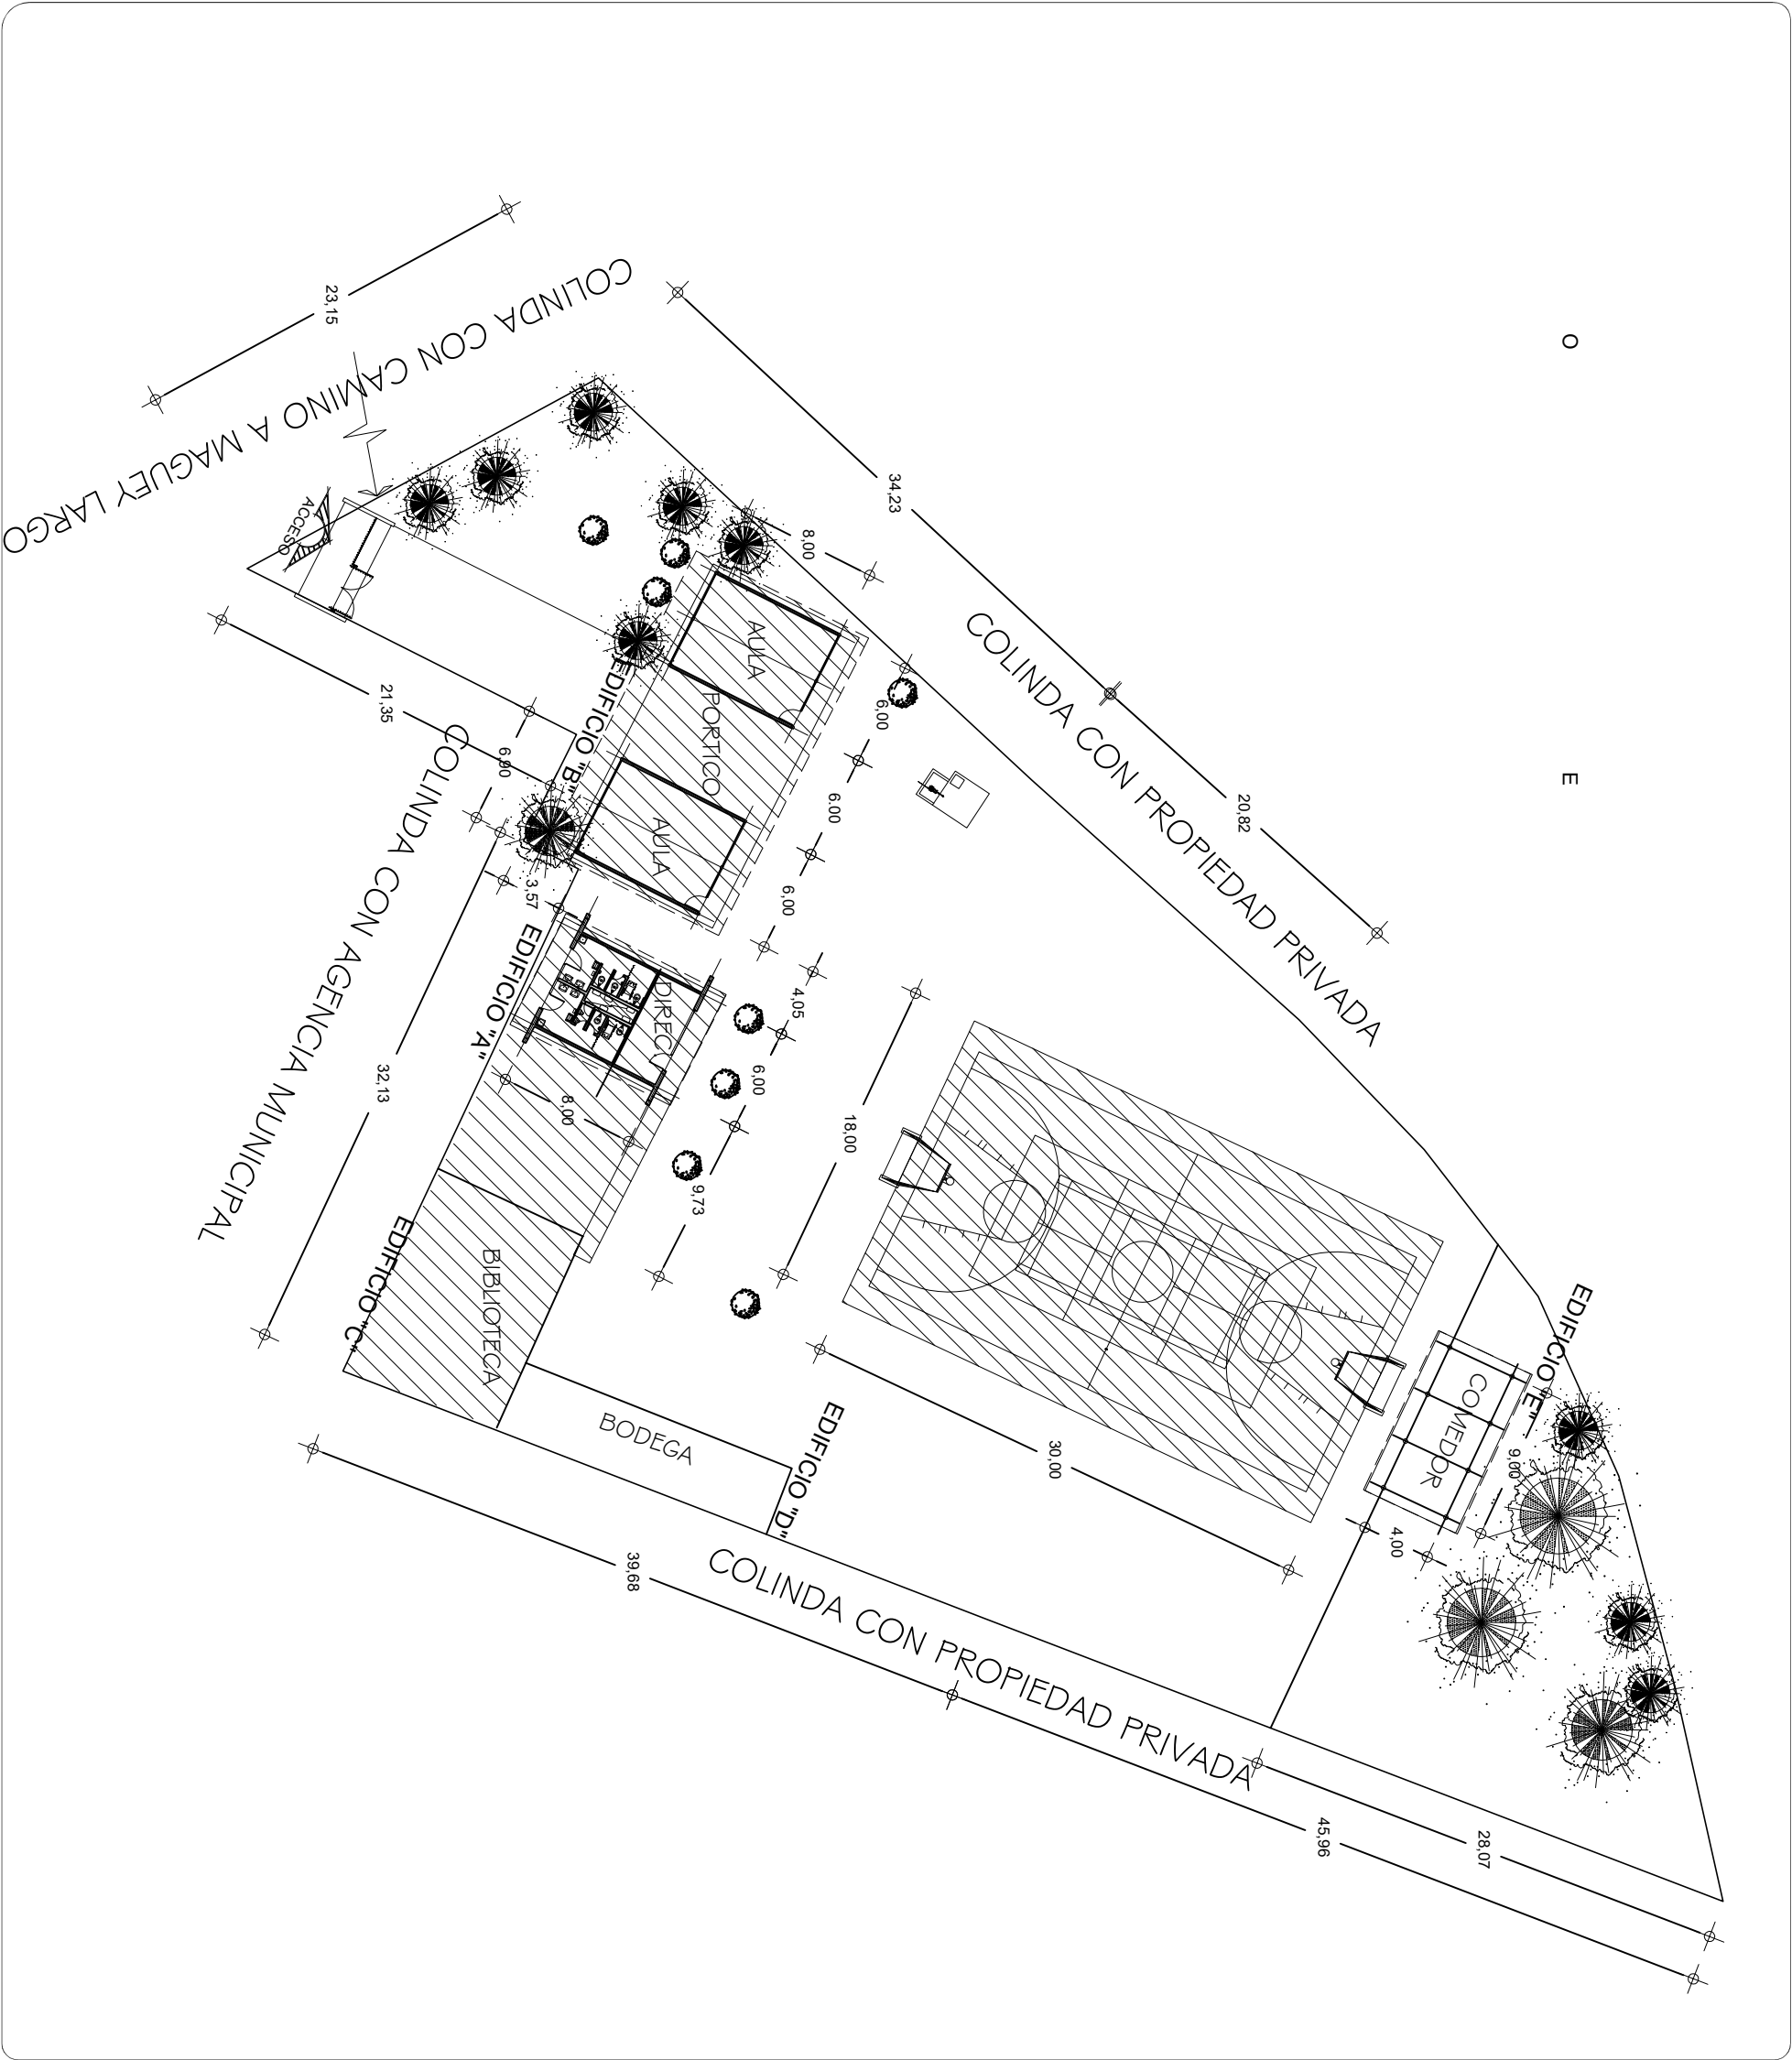 23,15
COLINDA CON CAMINO A MAGUEY LARGO
34,23
O
E
ACCESO
8,00
COLINDA CON PROPIEDAD PRIVADA
20,82
21,35
6,90
COLINDA CON AGENCIA MUNICIPAL
EDIFICIO "B"
AULA
PORTICO
AULA
6,00
6.00
6,00
3,57
EDIFICIO "A"
DIRECC
4,05
6,00
8,00
9,73
18,00
32,13
EDIFICIO "C"
BIBLIOTECA
BODEGA
EDIFICIO "D"
30,00
EDIFICIO "E"
COMEDOR
9,00
4,00
39,68
COLINDA CON PROPIEDAD PRIVADA
28,07
45,96